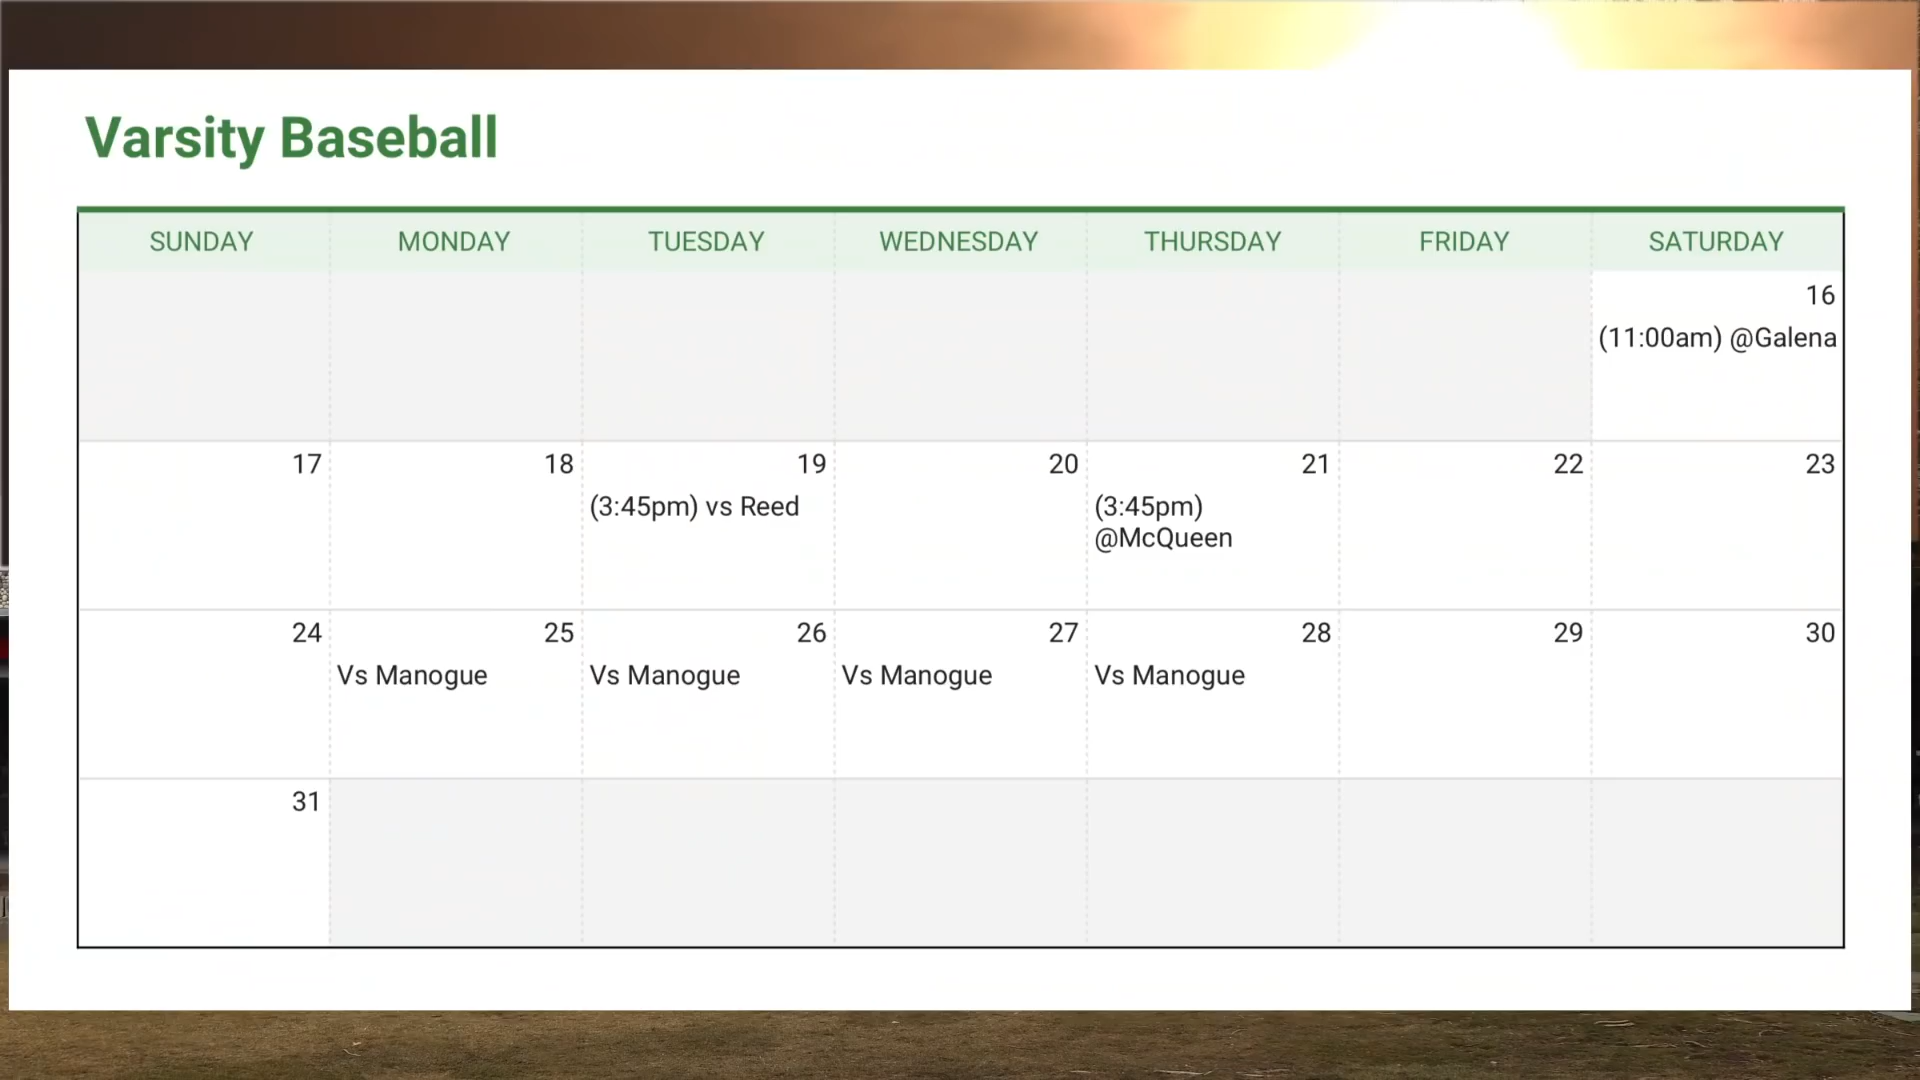 Varsity Baseball
SUNDAY MONDAY TUESDAY WEDNESDAY THURSDAY FRIDAY SATURDAY
16
(11:00am) @Galena
17 18 19 20 21 22 23
(3:45pm) vs Reed (3:45pm)
@McQueen
24 25 26 27 28 29 30
Vs Manogue Vs Manogue Vs Manogue Vs Manogue
31